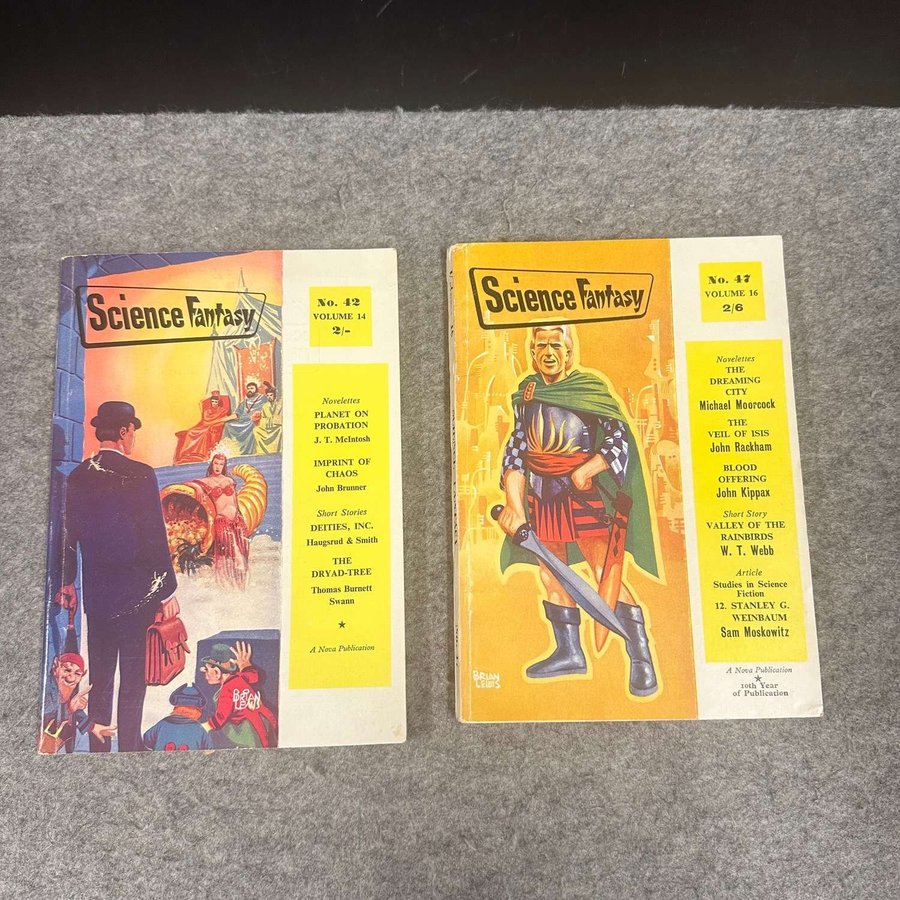 Science Fantasy
No. 42
VOLUME 14
2/-
Novelettes
PLANET ON
PROBATION
J. T. McIntosh
IMPRINT OF
CHAOS
John Brunner
Short Stories
DEITIES, INC.
Haugsrud & Smith
THE
DRYAD-TREE
Thomas Burnett
Swann
A Nova Publication
BRIAN
LEWIS
Science Fantasy
No. 47
VOLUME 16
2/6
Novelettes
THE
DREAMING
CITY
Michael Moorcock
THE
VEIL OF ISIS
John Rackham
BLOOD
OFFERING
John Kippax
Short Story
VALLEY OF THE
RAINBIRDS
W. T. Webb
Article
Studies in Science
Fiction
12. STANLEY G.
WEINBAUM
Sam Moskowitz
A Nova Publication
10th Year
of Publication
BRIAN
LEWIS